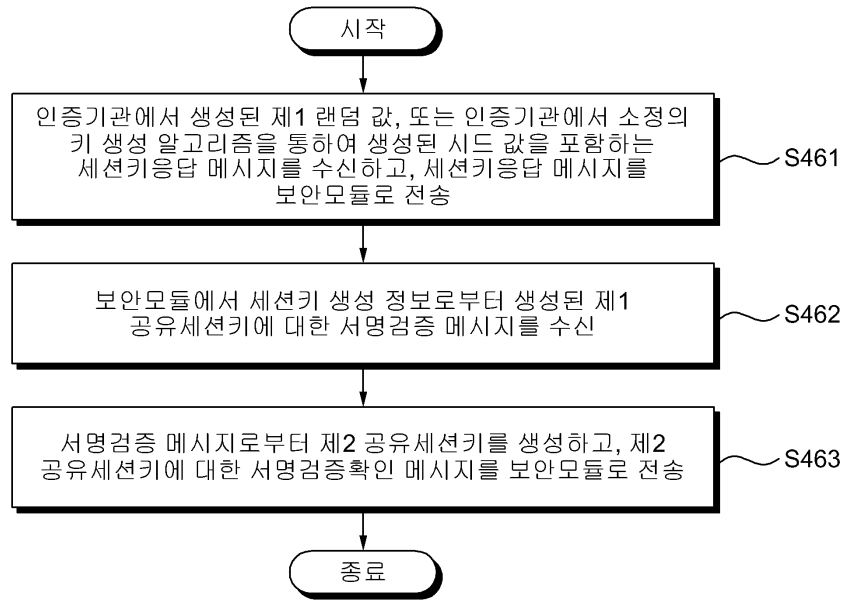 시작
인증기관에서 생성된 제1 랜덤 값, 또는 인증기관에서 소정의
키 생성 알고리즘을 통하여 생성된 시드 값을 포함하는
세션키응답 메시지를 수신하고, 세션키응답 메시지를
보안모듈로 전송
S461
보안모듈에서 세션키 생성 정보로부터 생성된 제1
공유세션키에 대한 서명검증 메시지를 수신
S462
서명검증 메시지로부터 제2 공유세션키를 생성하고, 제2
공유세션키에 대한 서명검증확인 메시지를 보안모듈로 전송
S463
종료